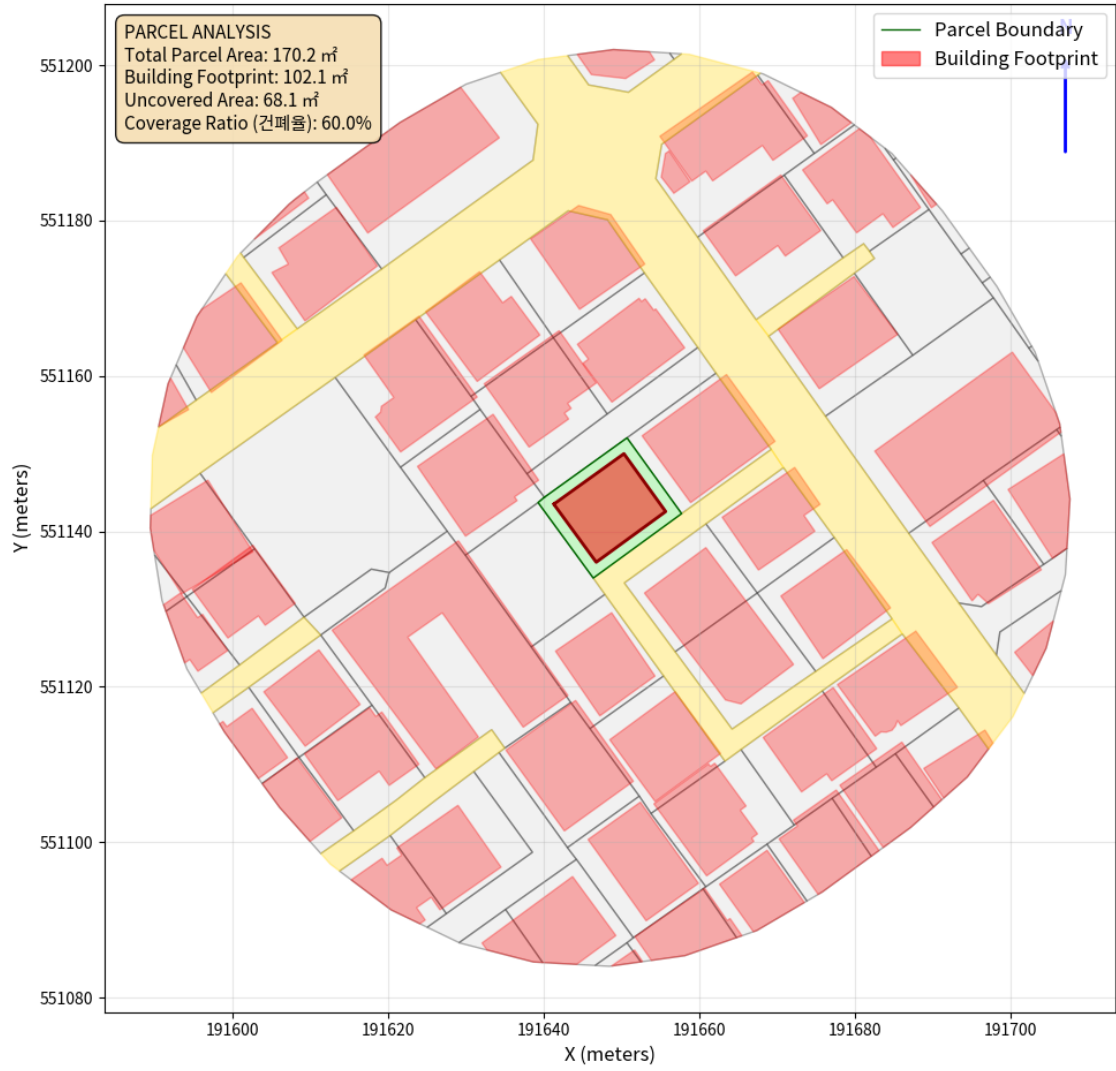 PARCEL ANALYSIS
Total Parcel Area: 170.2 ㎡
Building Footprint: 102.1 ㎡
Uncovered Area: 68.1 ㎡
Coverage Ratio (건폐율): 60.0%
N
Parcel Boundary
Building Footprint
551200
551180
551160
551140
551120
551100
551080
Y (meters)
191600 191620 191640 191660 191680 191700
X (meters)